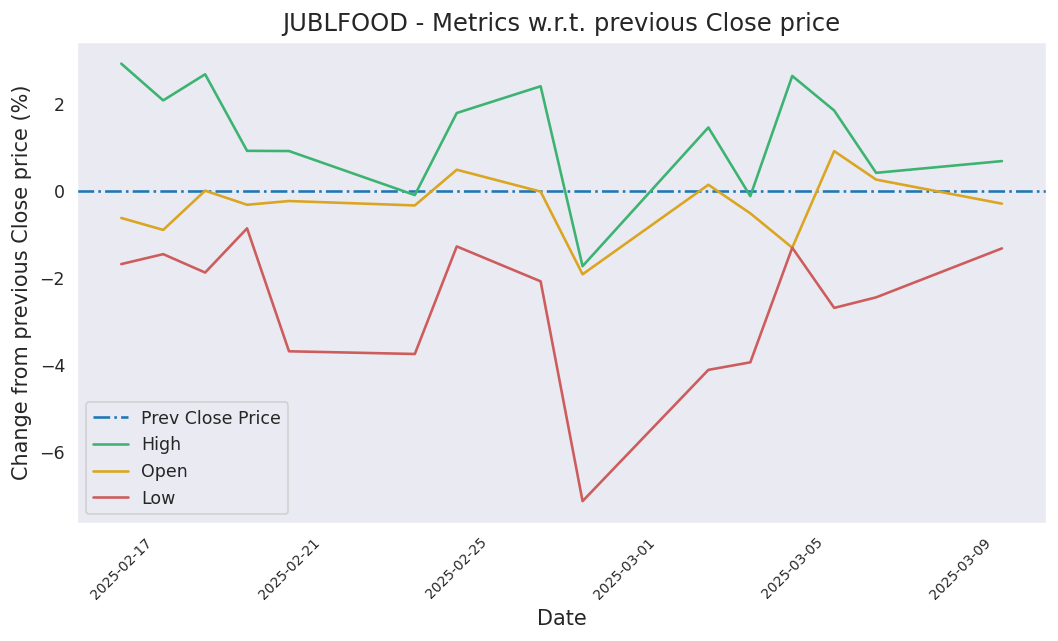 JUBLFOOD - Metrics w.r.t. previous Close price
Change from previous Close price (%)
2
0
−2
−4
−6
Prev Close Price
High
Open
Low
2025-02-17
2025-02-21
2025-02-25
2025-03-01
2025-03-05
2025-03-09
Date